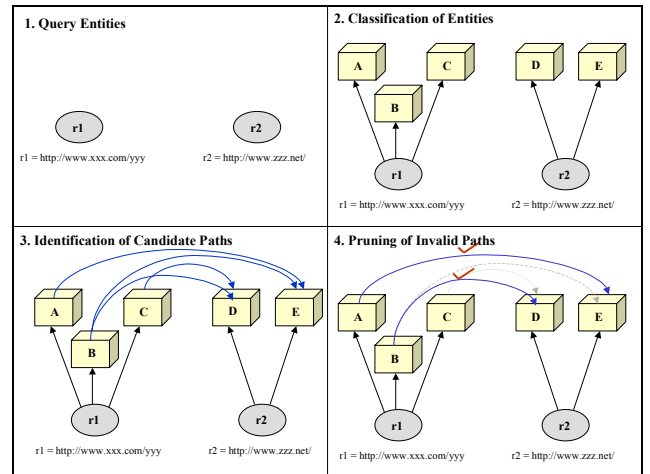 1. Query Entities
r1
r2
r1 = http://www.xxx.com/yyy
r2 = http://www.zzz.net/
2. Classification of Entities
A
C
D
E
B
r1
r2
r1 = http://www.xxx.com/yyy
r2 = http://www.zzz.net/
3. Identification of Candidate Paths
A
C
D
E
B
r1
r2
r1 = http://www.xxx.com/yyy
r2 = http://www.zzz.net/
4. Pruning of Invalid Paths
A
C
D
E
B
r1
r2
r1 = http://www.xxx.com/yyy
r2 = http://www.zzz.net/